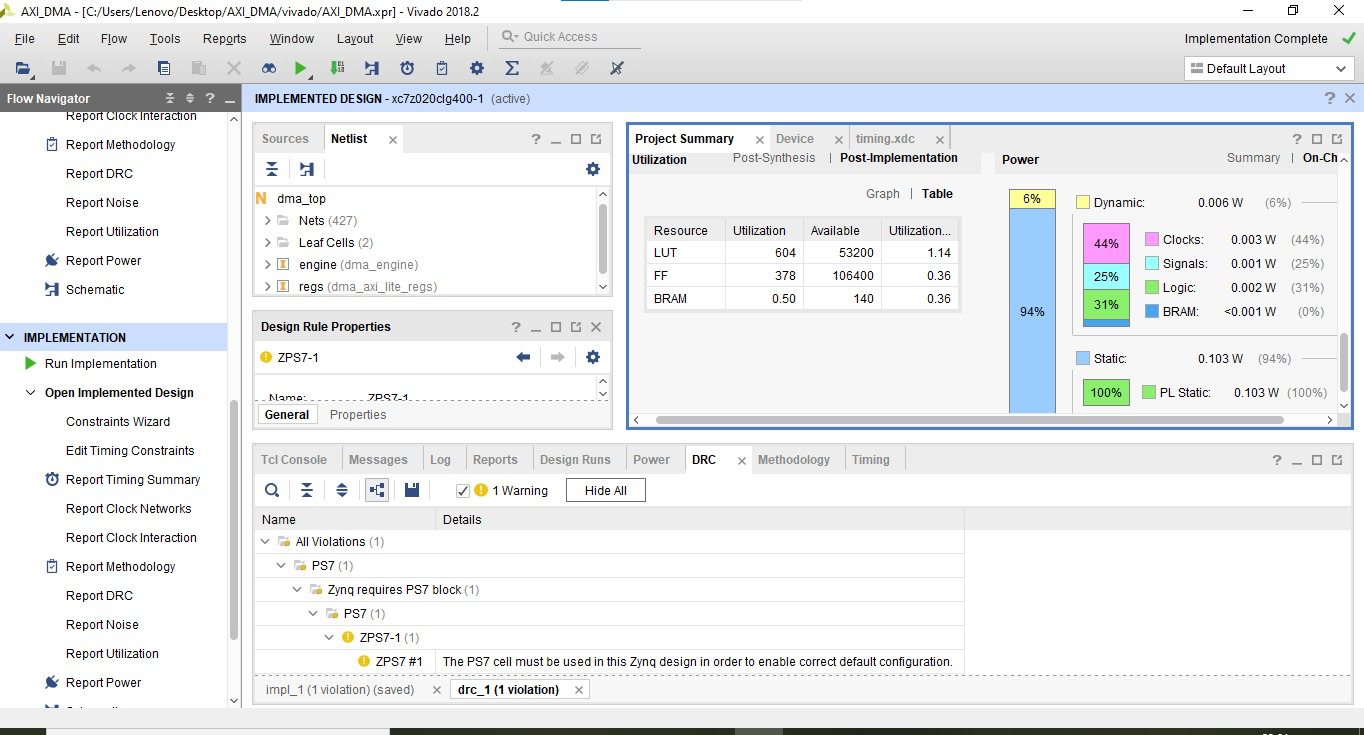 AXI_DMA - [C:/Users/Lenovo/Desktop/AXI_DMA/vivado/AXI_DMA.xpr] - Vivado 2018.2
File Edit Flow Tools Reports Window Layout View Help Quick Access Implementation Complete
Default Layout
Flow Navigator
Report Clock Interaction
Report Methodology
Report DRC
Report Noise
Report Utilization
Report Power
Schematic
IMPLEMENTATION
Run Implementation
Open Implemented Design
Constraints Wizard
Edit Timing Constraints
Report Timing Summary
Report Clock Networks
Report Clock Interaction
Report Methodology
Report DRC
Report Noise
Report Utilization
Report Power
IMPLEMENTED DESIGN - xc7z020clg400-1 (active)
Sources Netlist
N dma_top
Nets (427)
Leaf Cells (2)
engine (dma_engine)
regs (dma_axi_lite_regs)
Design Rule Properties
ZPS7-1
Name: ZPS7-1
General Properties
Project Summary Device timing.xdc
Utilization Post-Synthesis | Post-Implementation
Graph | Table
Resource Utilization Available Utilization...
LUT 604 53200 1.14
FF 378 106400 0.36
BRAM 0.50 140 0.36
Power Summary | On-Ch
6%
94%
Dynamic: 0.006 W (6%)
44% Clocks: 0.003 W (44%)
25% Signals: 0.001 W (25%)
31% Logic: 0.002 W (31%)
BRAM: <0.001 W (0%)
Static: 0.103 W (94%)
100% PL Static: 0.103 W (100%)
Tcl Console Messages Log Reports Design Runs Power DRC Methodology Timing
1 Warning Hide All
Name Details
All Violations (1)
PS7 (1)
Zynq requires PS7 block (1)
PS7 (1)
ZPS7-1 (1)
ZPS7 #1 The PS7 cell must be used in this Zynq design in order to enable correct default configuration.
impl_1 (1 violation) (saved) drc_1 (1 violation)